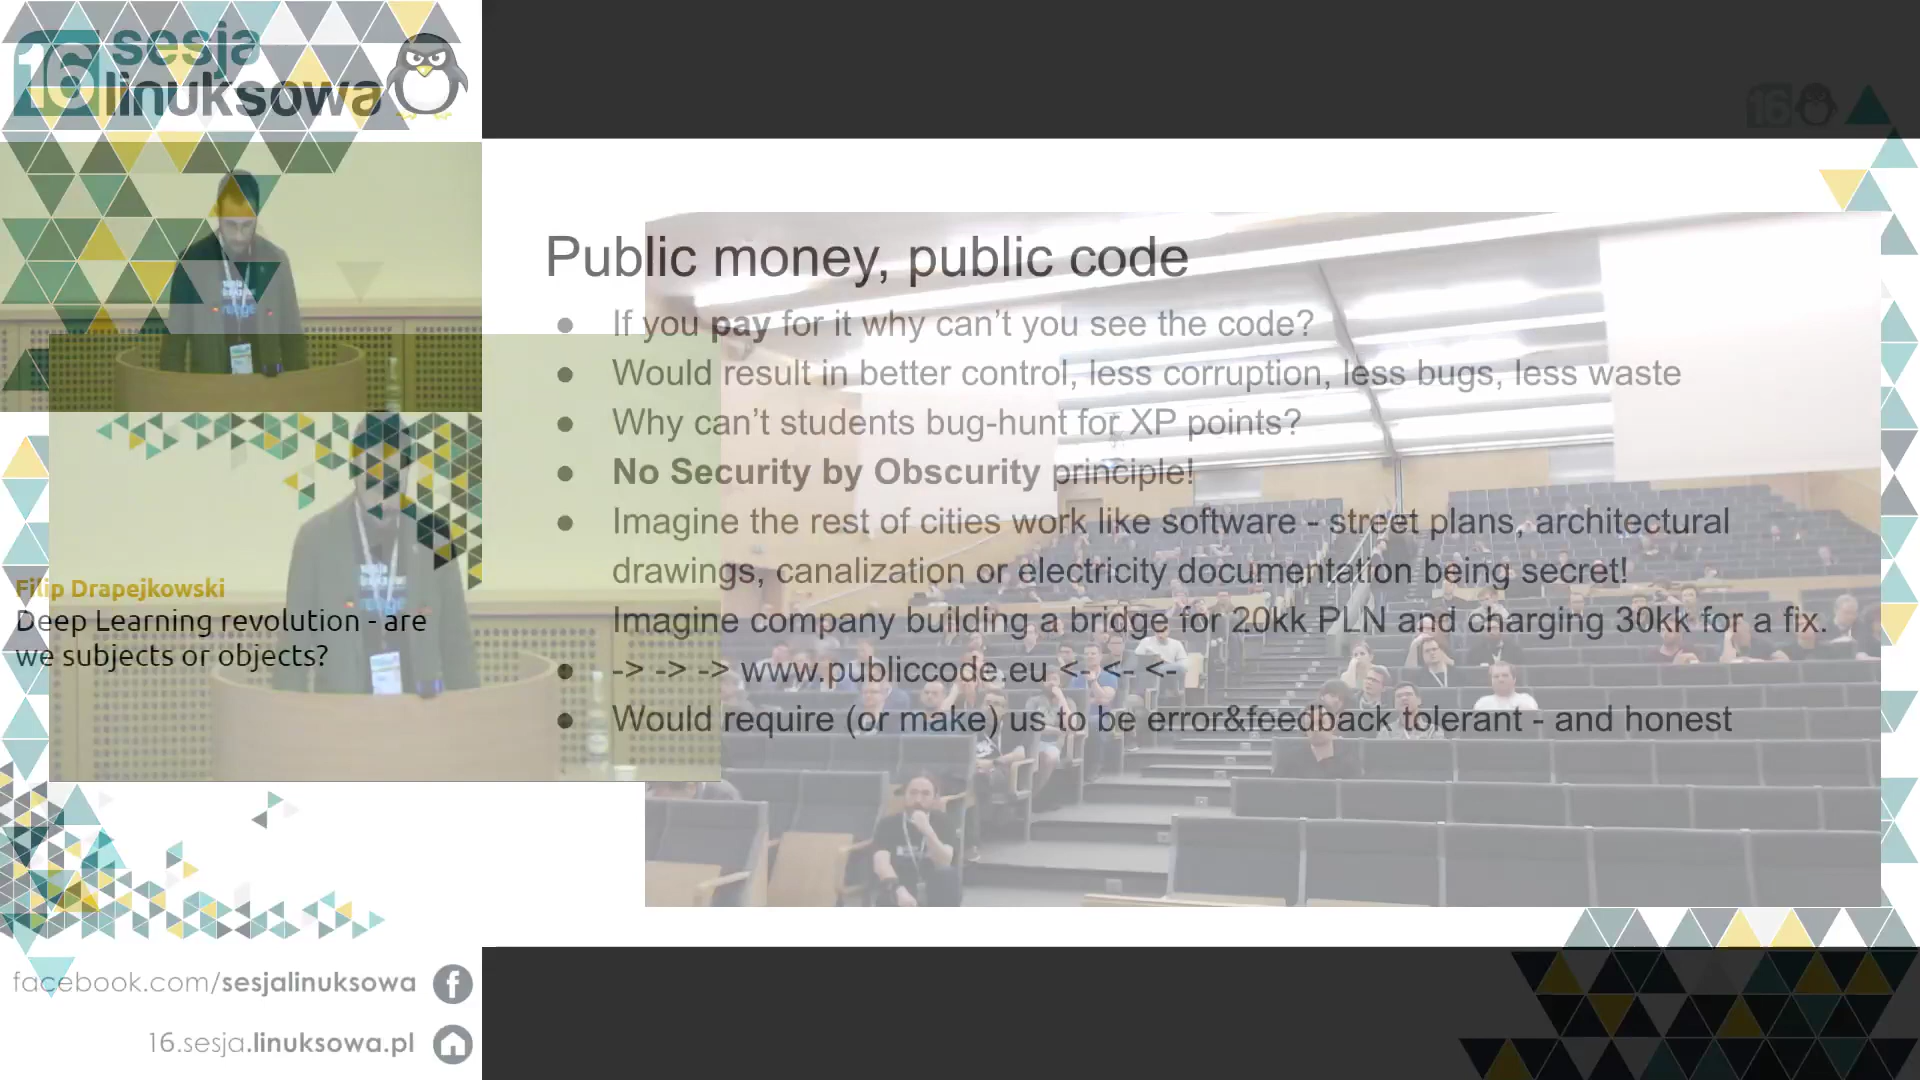 16 sesja
linuksowa
16
Public money, public code
● If you pay for it why can't you see the code?
● Would result in better control, less corruption, less bugs, less waste
● Why can't students bug-hunt for XP points?
● No Security by Obscurity principle!
● Imagine the rest of cities work like software - street plans, architectural
drawings, canalization or electricity documentation being secret!
Imagine company building a bridge for 20kk PLN and charging 30kk for a fix.
● -> -> -> www.publiccode.eu <- <- <-
● Would require (or make) us to be error&feedback tolerant - and honest
Filip Drapejkowski
Deep Learning revolution - are
we subjects or objects?
facebook.com/sesjalinuksowa
16.sesja.linuksowa.pl